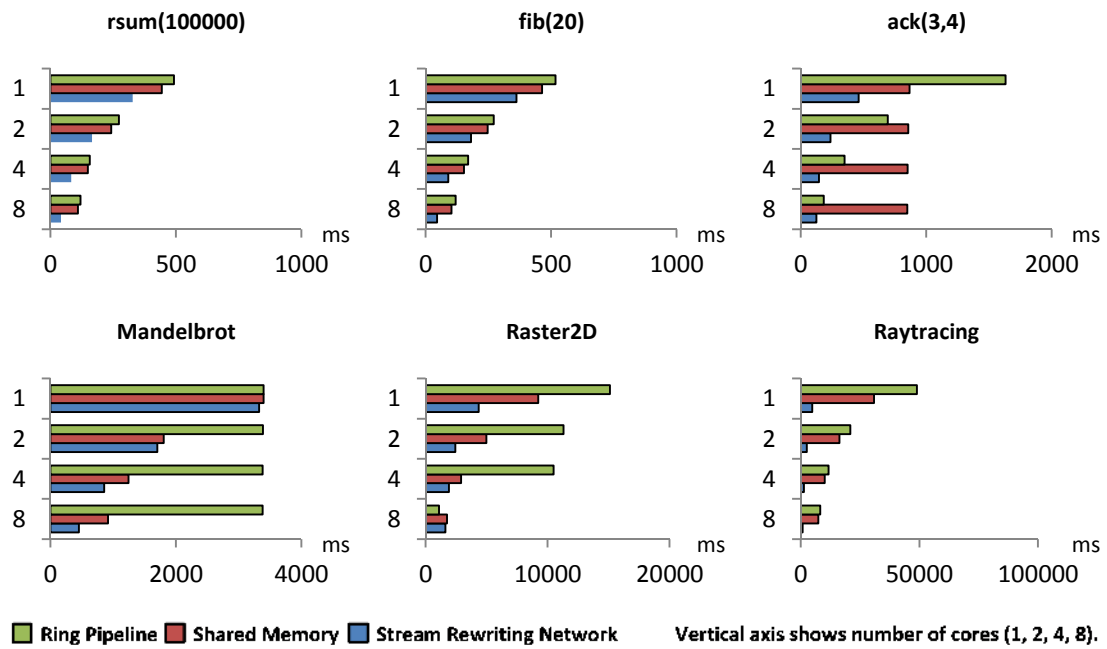 rsum(100000)
fib(20)
ack(3,4)
1
2
4
8
ms
0 500 1000
1
2
4
8
ms
0 500 1000
1
2
4
8
ms
0 1000 2000
Mandelbrot
Raster2D
Raytracing
1
2
4
8
ms
0 2000 4000
1
2
4
8
ms
0 10000 20000
1
2
4
8
ms
0 50000 100000
Ring Pipeline Shared Memory Stream Rewriting Network Vertical axis shows number of cores (1, 2, 4, 8).